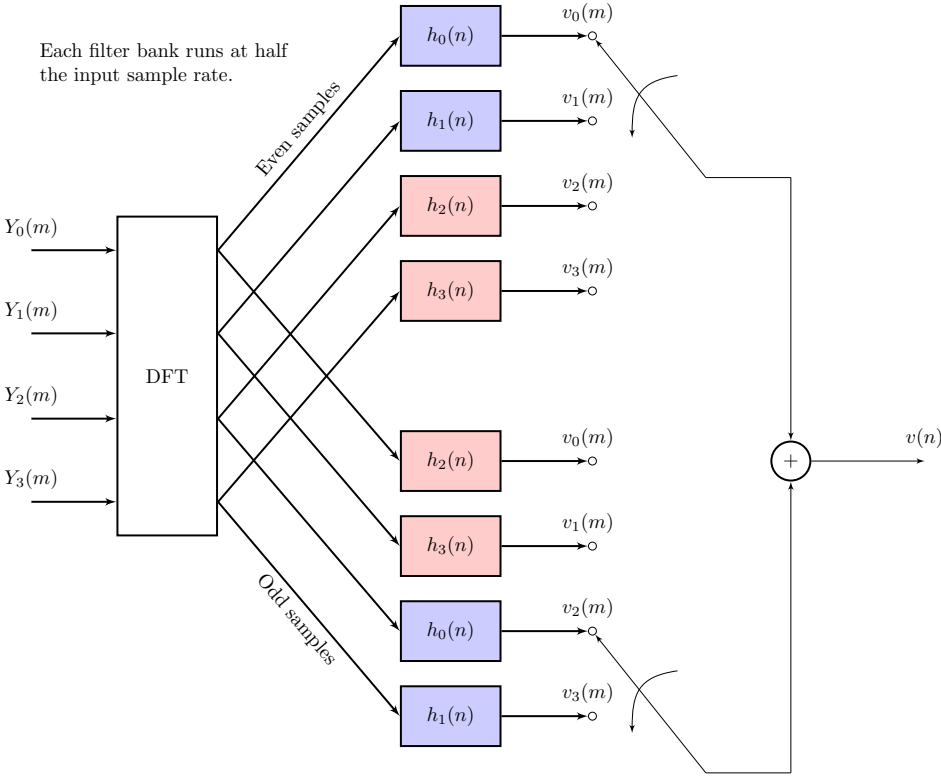 Each filter bank runs at half
the input sample rate.
Even samples
Odd samples
Y₀(m)
Y₁(m)
Y₂(m)
Y₃(m)
DFT
h₀(n)
v₀(m)
h₁(n)
v₁(m)
h₂(n)
v₂(m)
h₃(n)
v₃(m)
h₂(n)
v₀(m)
h₃(n)
v₁(m)
h₀(n)
v₂(m)
h₁(n)
v₃(m)
+
v(n)